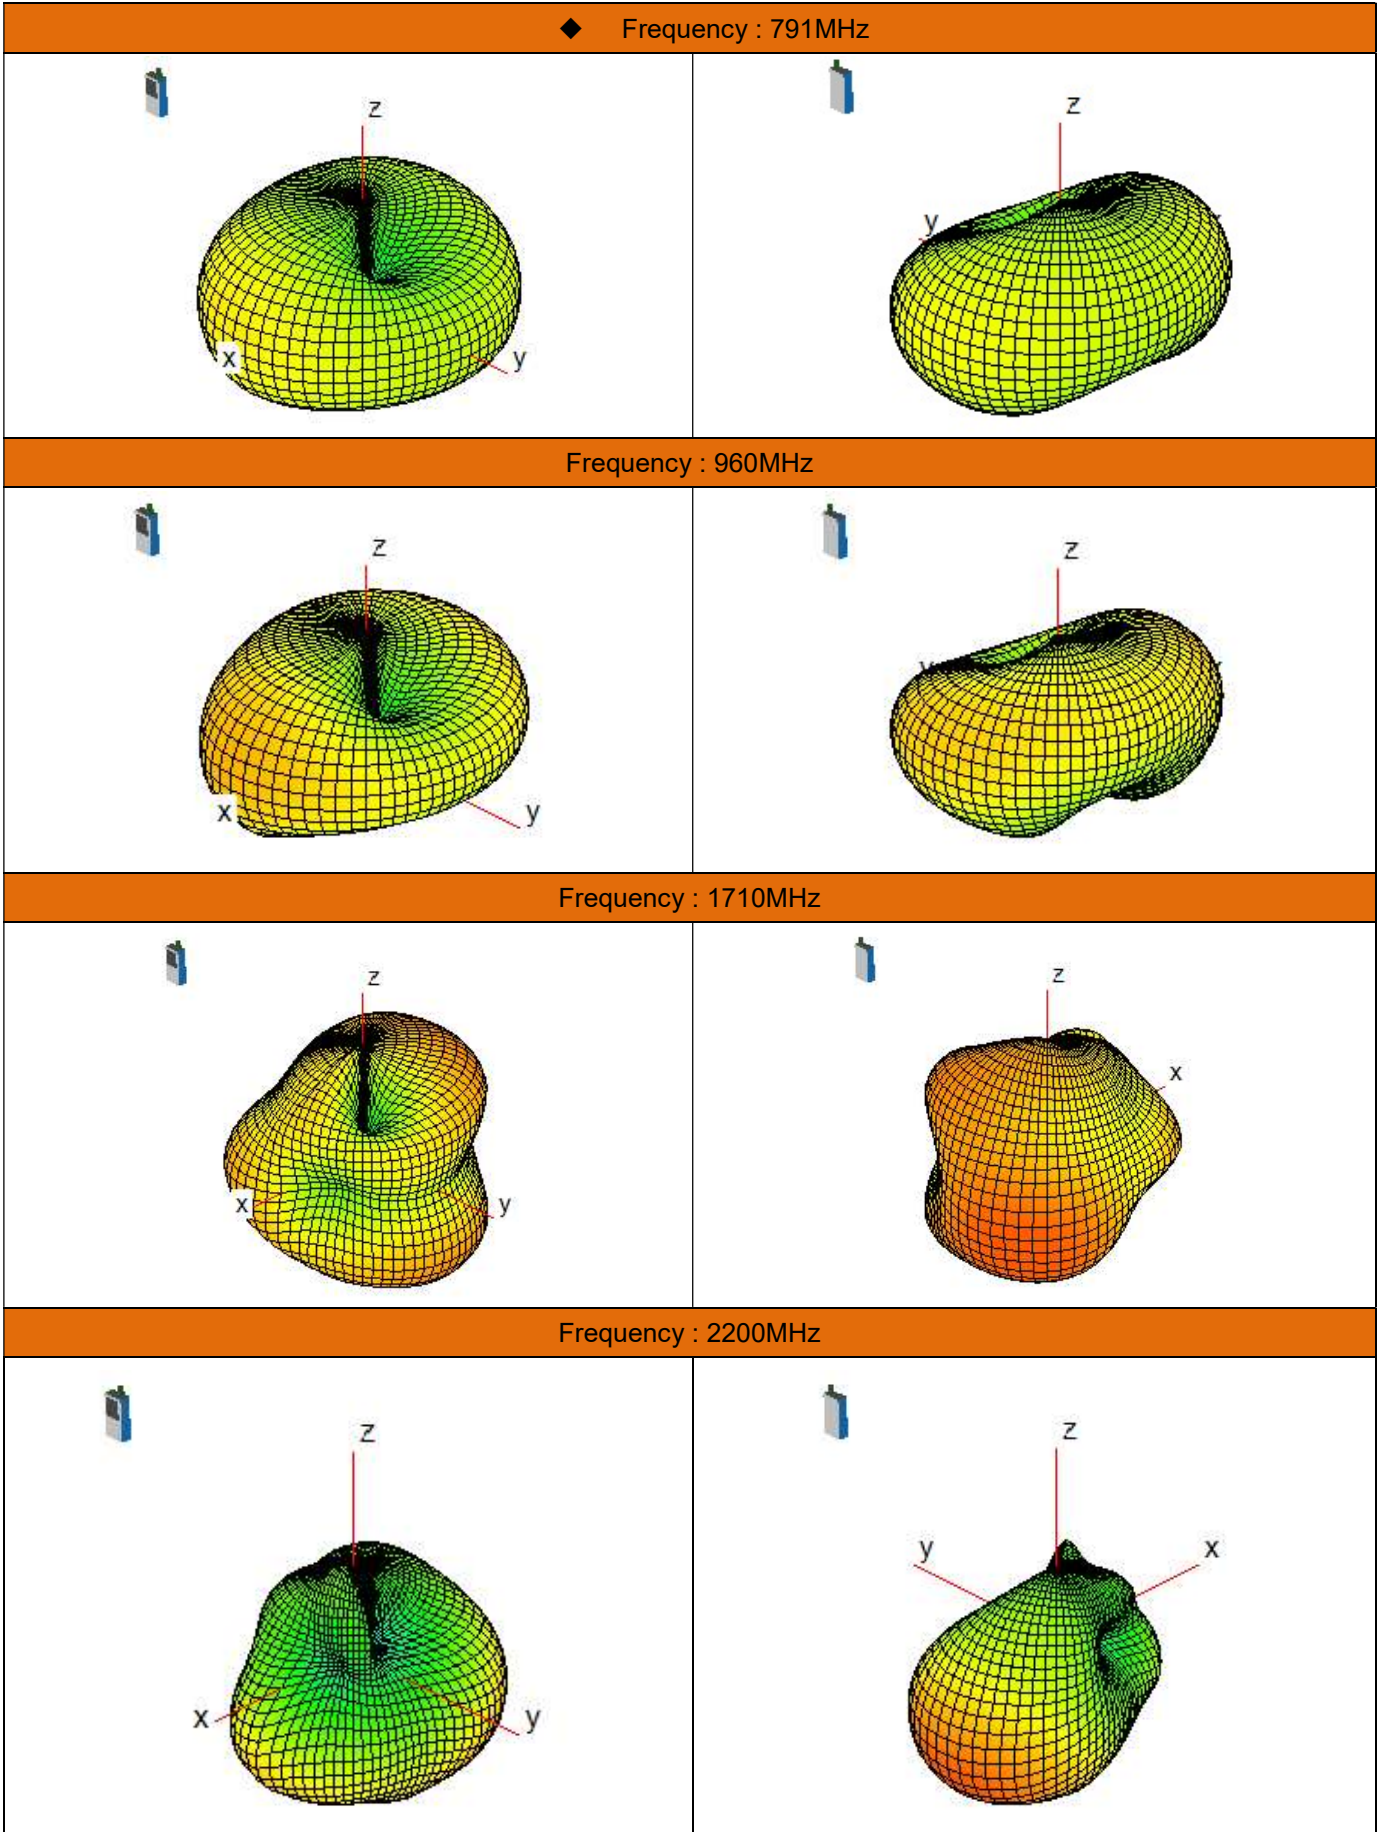 ◆ Frequency : 791MHz
z
x
y
z
y
Frequency : 960MHz
z
x
y
z
Frequency : 1710MHz
z
x
y
z
x
Frequency : 2200MHz
z
x
y
z
y
x